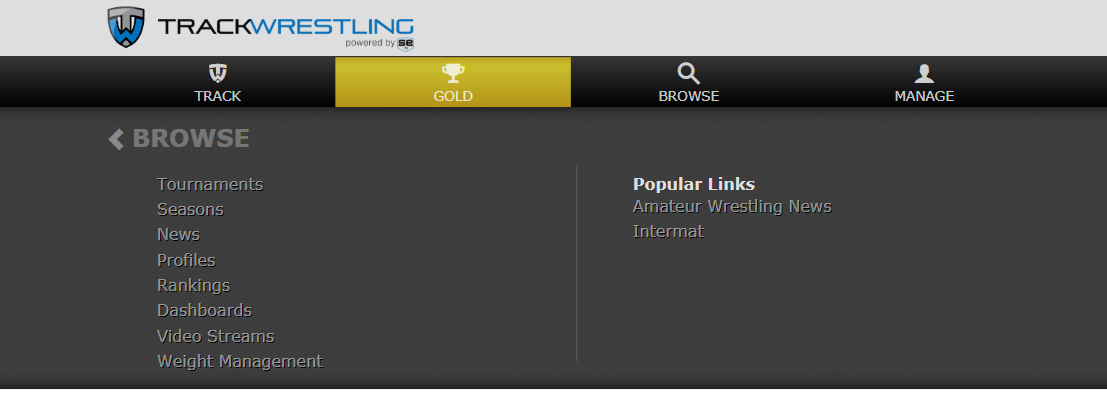 TRACKWRESTLING
powered by se
TRACK
GOLD
BROWSE
MANAGE
BROWSE
Tournaments
Seasons
News
Profiles
Rankings
Dashboards
Video Streams
Weight Management
Popular Links
Amateur Wrestling News
Intermat